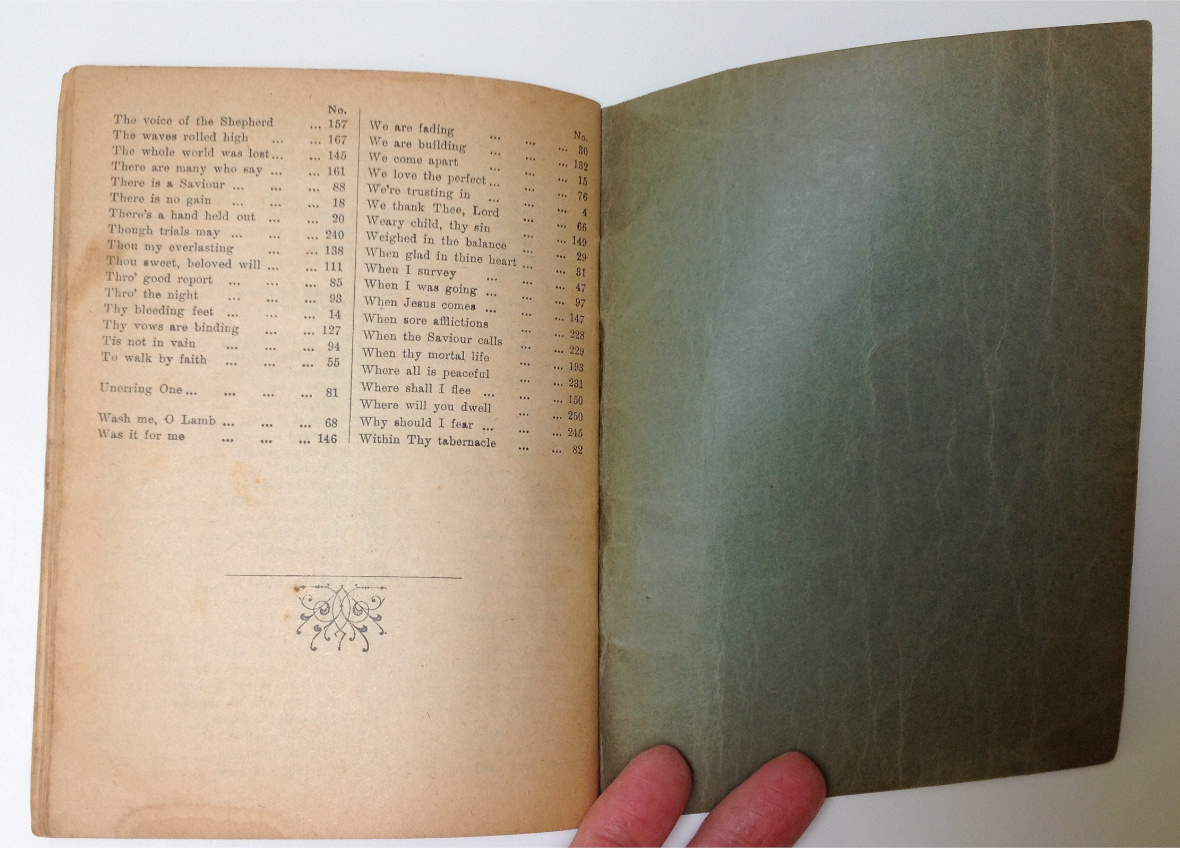 No.
The voice of the Shepherd ... 157
The waves rolled high ... ... 167
The whole world was lost... ... 145
There are many who say ... ... 161
There is a Saviour ... ... ... 88
There is no gain ... ... ... 18
There's a hand held out ... ... 20
Though trials may ... ... ... 240
Thou my everlasting ... ... 138
Thou sweet, beloved will ... ... 111
Thro' good report ... ... ... 85
Thro' the night ... ... ... 93
Thy bleeding feet ... ... ... 14
Thy vows are binding ... ... 127
Tis not in vain ... ... ... 94
To walk by faith ... ... ... 55
Unerring One... ... ... ... 81
Wash me, O Lamb ... ... ... 68
Was it for me ... ... ... 146
No.
We are fading ... ... ... 30
We are building ... ... ... 132
We come apart ... ... ... 15
We love the perfect... ... ... 76
We're trusting in ... ... ... 4
We thank Thee, Lord ... ... 66
Weary child, thy sin ... ... 149
Weighed in the balance ... ... 29
When glad in thine heart ... ... 31
When I survey ... ... ... 47
When I was going ... ... ... 97
When Jesus comes ... ... ... 147
When sore afflictions ... ... 228
When the Saviour calls ... ... 229
When thy mortal life ... ... 193
Where all is peaceful ... ... 231
Where shall I flee ... ... ... 150
Where will you dwell ... ... 250
Why should I fear ... ... ... 245
Within Thy tabernacle ... ... 82